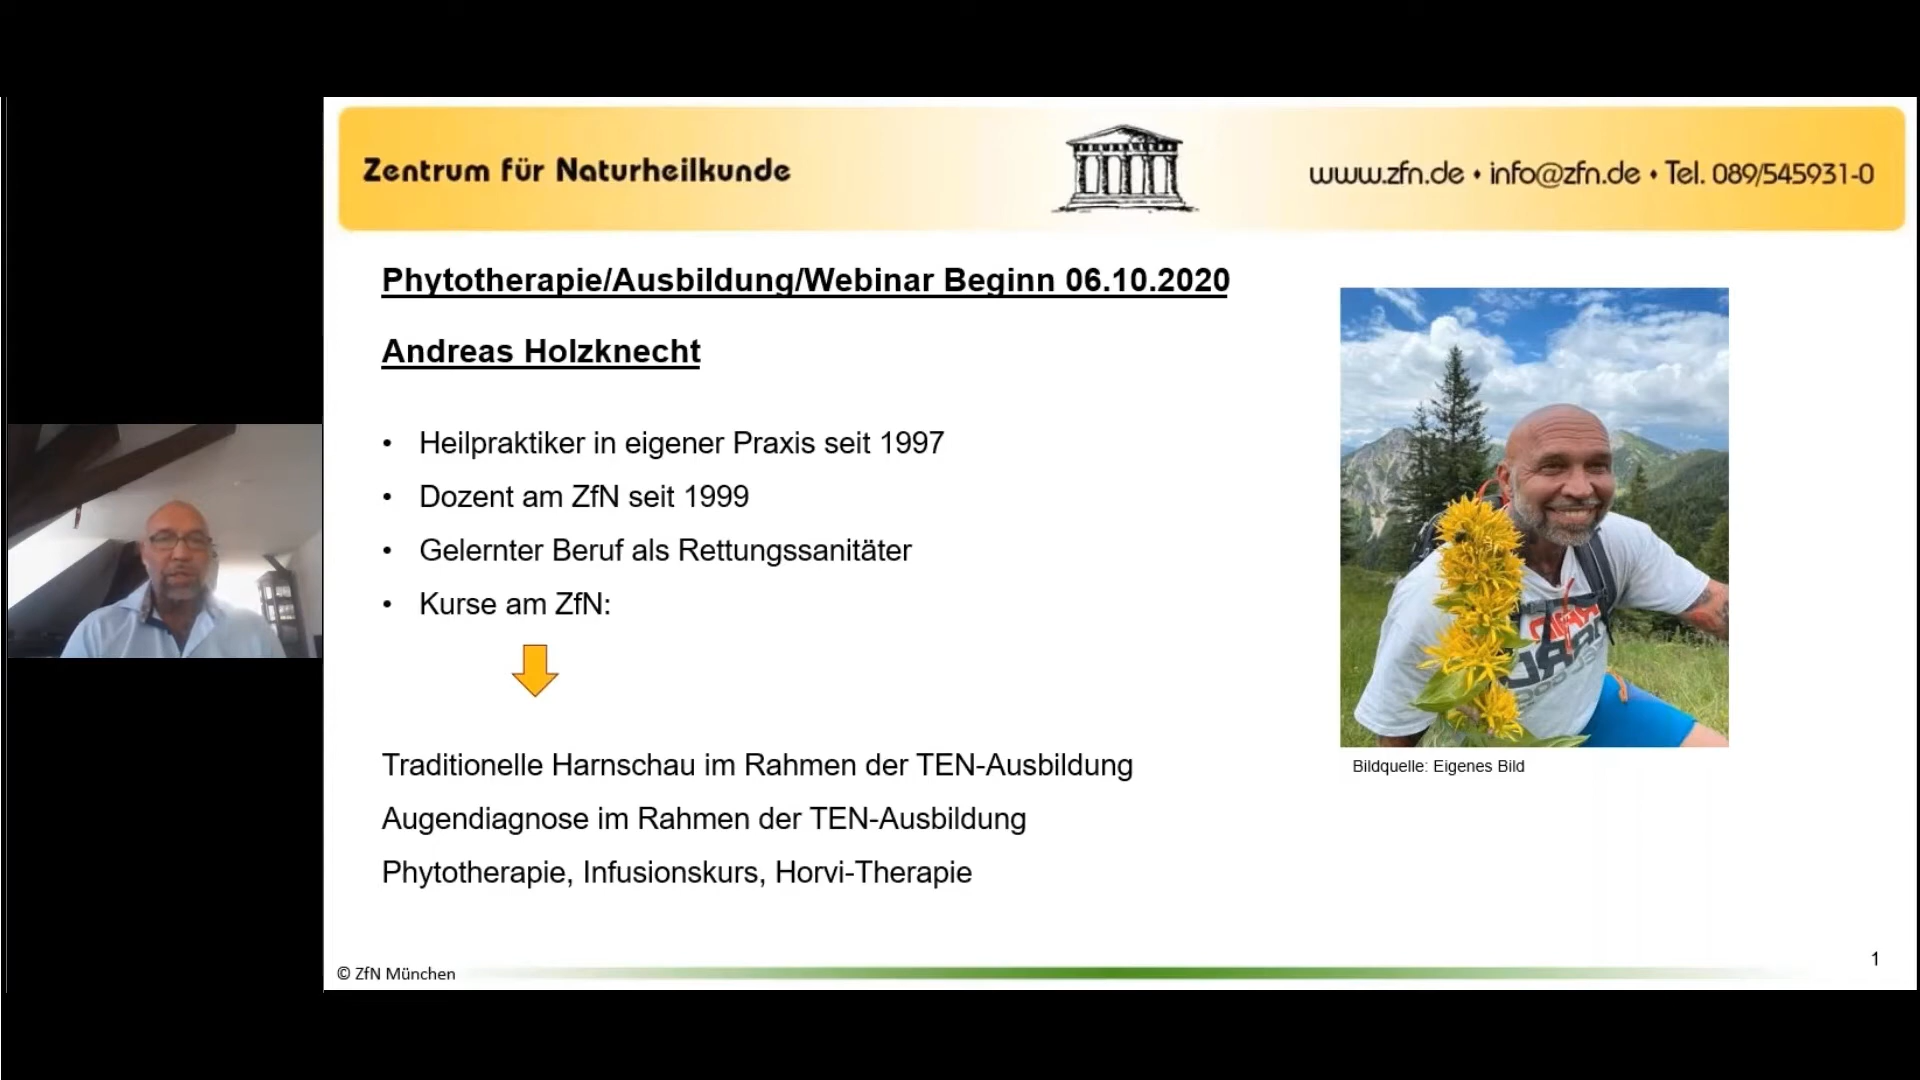 Zentrum für Naturheilkunde
www.zfn.de • info@zfn.de • Tel. 089/545931-0
Phytotherapie/Ausbildung/Webinar Beginn 06.10.2020
Andreas Holzknecht
• Heilpraktiker in eigener Praxis seit 1997
• Dozent am ZfN seit 1999
• Gelernter Beruf als Rettungssanitäter
• Kurse am ZfN:
Traditionelle Harnschau im Rahmen der TEN-Ausbildung
Augendiagnose im Rahmen der TEN-Ausbildung
Phytotherapie, Infusionskurs, Horvi-Therapie
Bildquelle: Eigenes Bild
© ZfN München
1